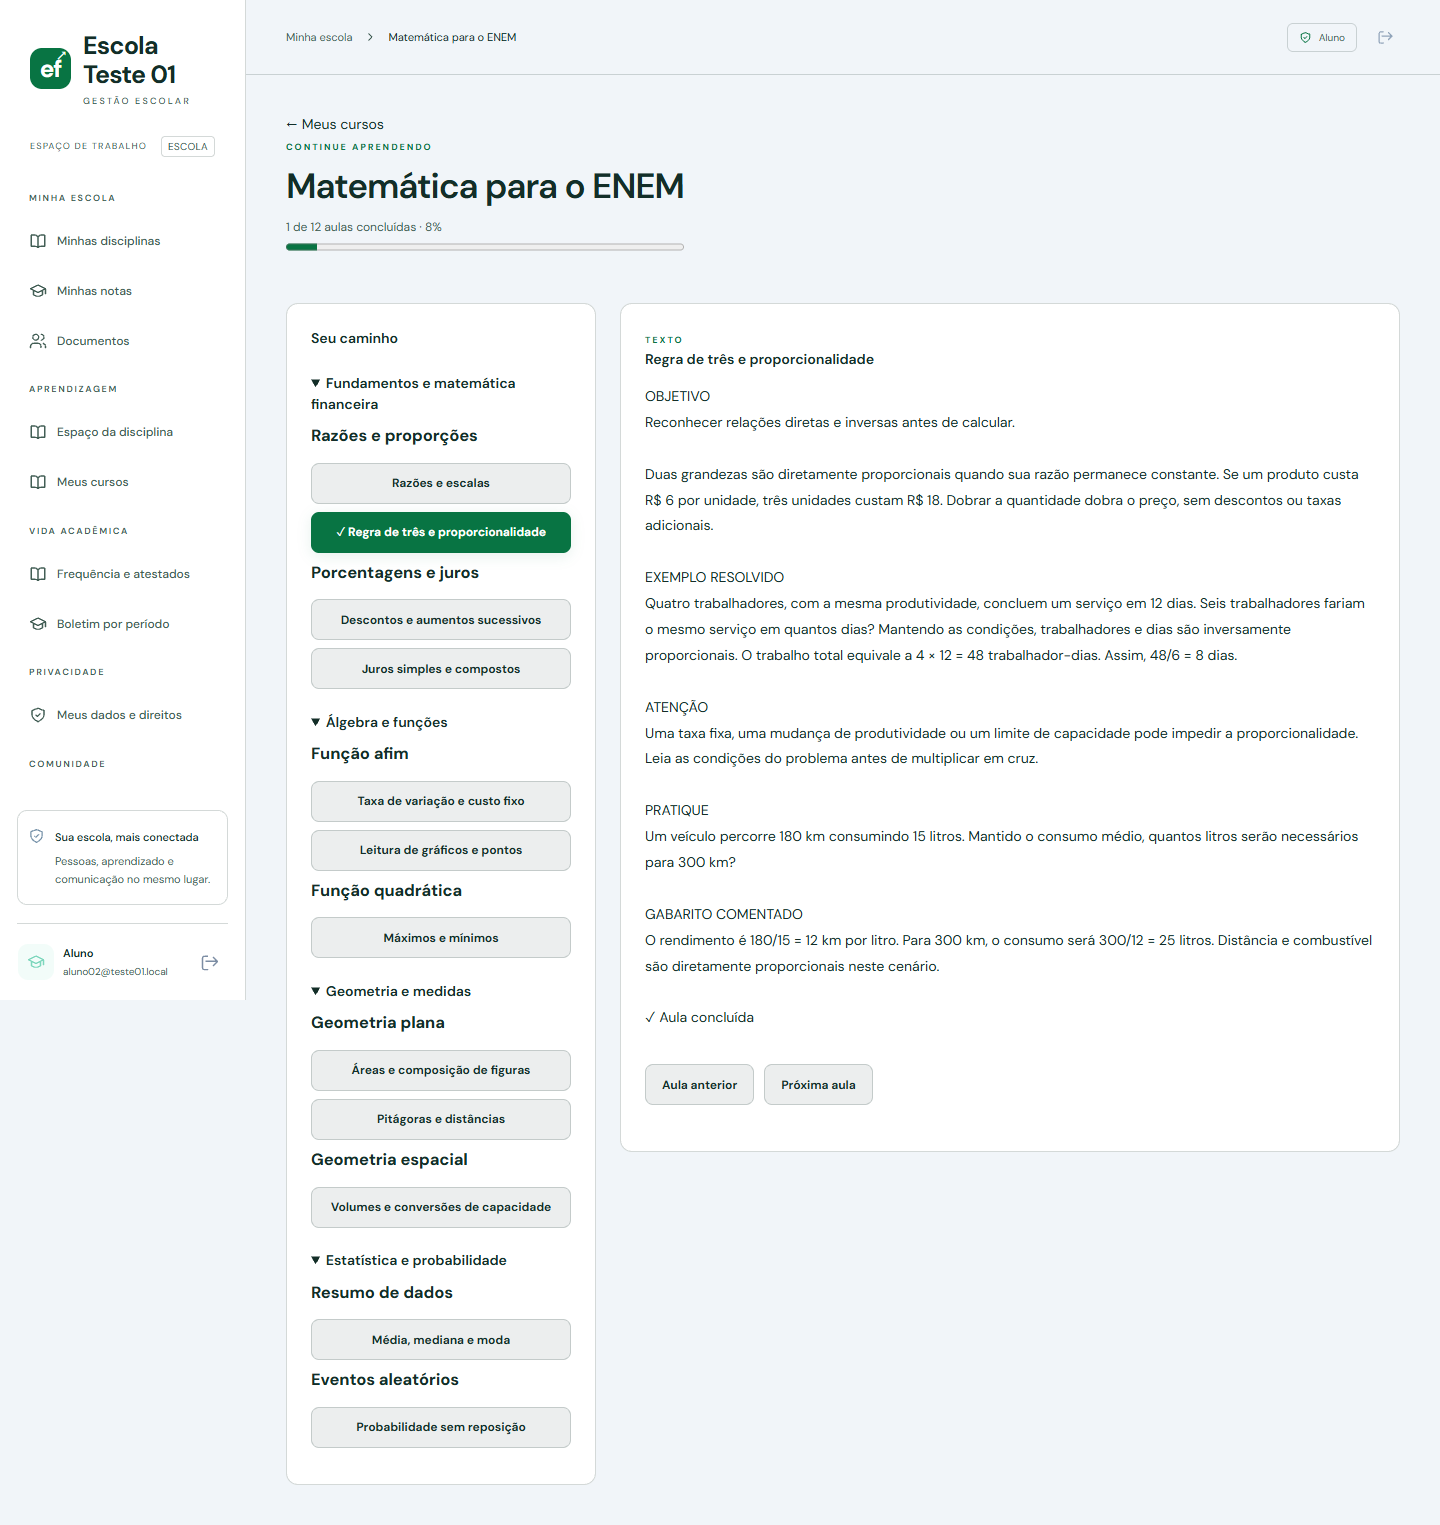 ef
Escola
Teste 01
GESTÃO ESCOLAR
ESPAÇO DE TRABALHO
ESCOLA
MINHA ESCOLA
Minhas disciplinas
Minhas notas
Documentos
APRENDIZAGEM
Espaço da disciplina
Meus cursos
VIDA ACADÊMICA
Frequência e atestados
Boletim por período
PRIVACIDADE
Meus dados e direitos
COMUNIDADE
Sua escola, mais conectada
Pessoas, aprendizado e
comunicação no mesmo lugar.
Aluno
aluno02@teste01.local
Minha escola > Matemática para o ENEM
Aluno
← Meus cursos
CONTINUE APRENDENDO
Matemática para o ENEM
1 de 12 aulas concluídas · 8%
Seu caminho
▼ Fundamentos e matemática
financeira
Razões e proporções
Razões e escalas
✓ Regra de três e proporcionalidade
Porcentagens e juros
Descontos e aumentos sucessivos
Juros simples e compostos
▼ Álgebra e funções
Função afim
Taxa de variação e custo fixo
Leitura de gráficos e pontos
Função quadrática
Máximos e mínimos
▼ Geometria e medidas
Geometria plana
Áreas e composição de figuras
Pitágoras e distâncias
Geometria espacial
Volumes e conversões de capacidade
▼ Estatística e probabilidade
Resumo de dados
Média, mediana e moda
Eventos aleatórios
Probabilidade sem reposição
TEXTO
Regra de três e proporcionalidade
OBJETIVO
Reconhecer relações diretas e inversas antes de calcular.
Duas grandezas são diretamente proporcionais quando sua razão permanece constante. Se um produto custa
R$ 6 por unidade, três unidades custam R$ 18. Dobrar a quantidade dobra o preço, sem descontos ou taxas
adicionais.
EXEMPLO RESOLVIDO
Quatro trabalhadores, com a mesma produtividade, concluem um serviço em 12 dias. Seis trabalhadores fariam
o mesmo serviço em quantos dias? Mantendo as condições, trabalhadores e dias são inversamente
proporcionais. O trabalho total equivale a 4 × 12 = 48 trabalhador-dias. Assim, 48/6 = 8 dias.
ATENÇÃO
Uma taxa fixa, uma mudança de produtividade ou um limite de capacidade pode impedir a proporcionalidade.
Leia as condições do problema antes de multiplicar em cruz.
PRATIQUE
Um veículo percorre 180 km consumindo 15 litros. Mantido o consumo médio, quantos litros serão necessários
para 300 km?
GABARITO COMENTADO
O rendimento é 180/15 = 12 km por litro. Para 300 km, o consumo será 300/12 = 25 litros. Distância e combustível
são diretamente proporcionais neste cenário.
✓ Aula concluída
Aula anterior
Próxima aula